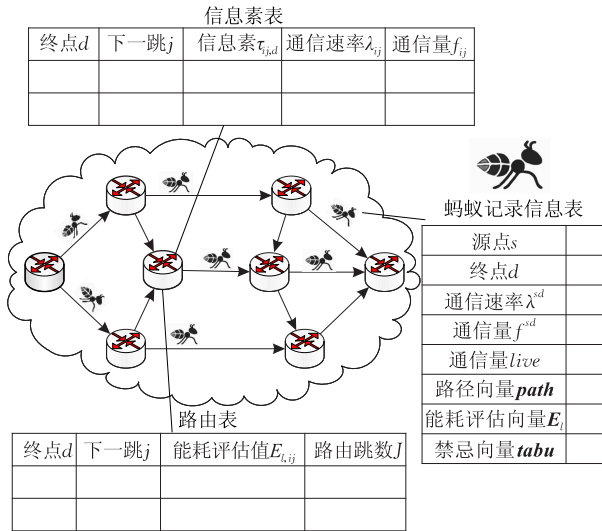 信息素表
终点d 下一跳j 信息素τij,d 通信速率λij 通信量fij
蚂蚁记录信息表
源点s
终点d
通信速率λsd
通信量fsd
通信量live
路径向量path
能耗评估向量El
禁忌向量tabu
路由表
终点d 下一跳j 能耗评估值El,ij 路由跳数J